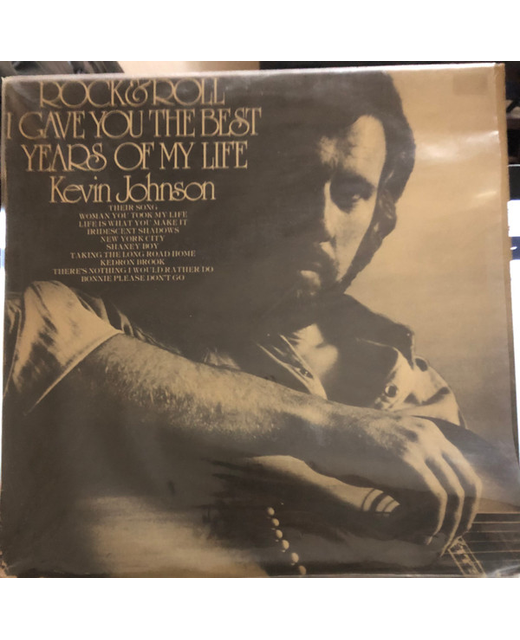 ROCK & ROLL
I GAVE YOU THE BEST
YEARS OF MY LIFE
Kevin Johnson
THEIR SONG
WOMAN YOU TOOK MY LIFE
LIFE IS WHAT YOU MAKE IT
IRIDESCENT SHADOWS
NEW YORK CITY
SHANEY BOY
TAKING THE LONG ROAD HOME
KEDRON BROOK
THERE'S NOTHING I WOULD RATHER DO
BONNIE PLEASE DON'T GO